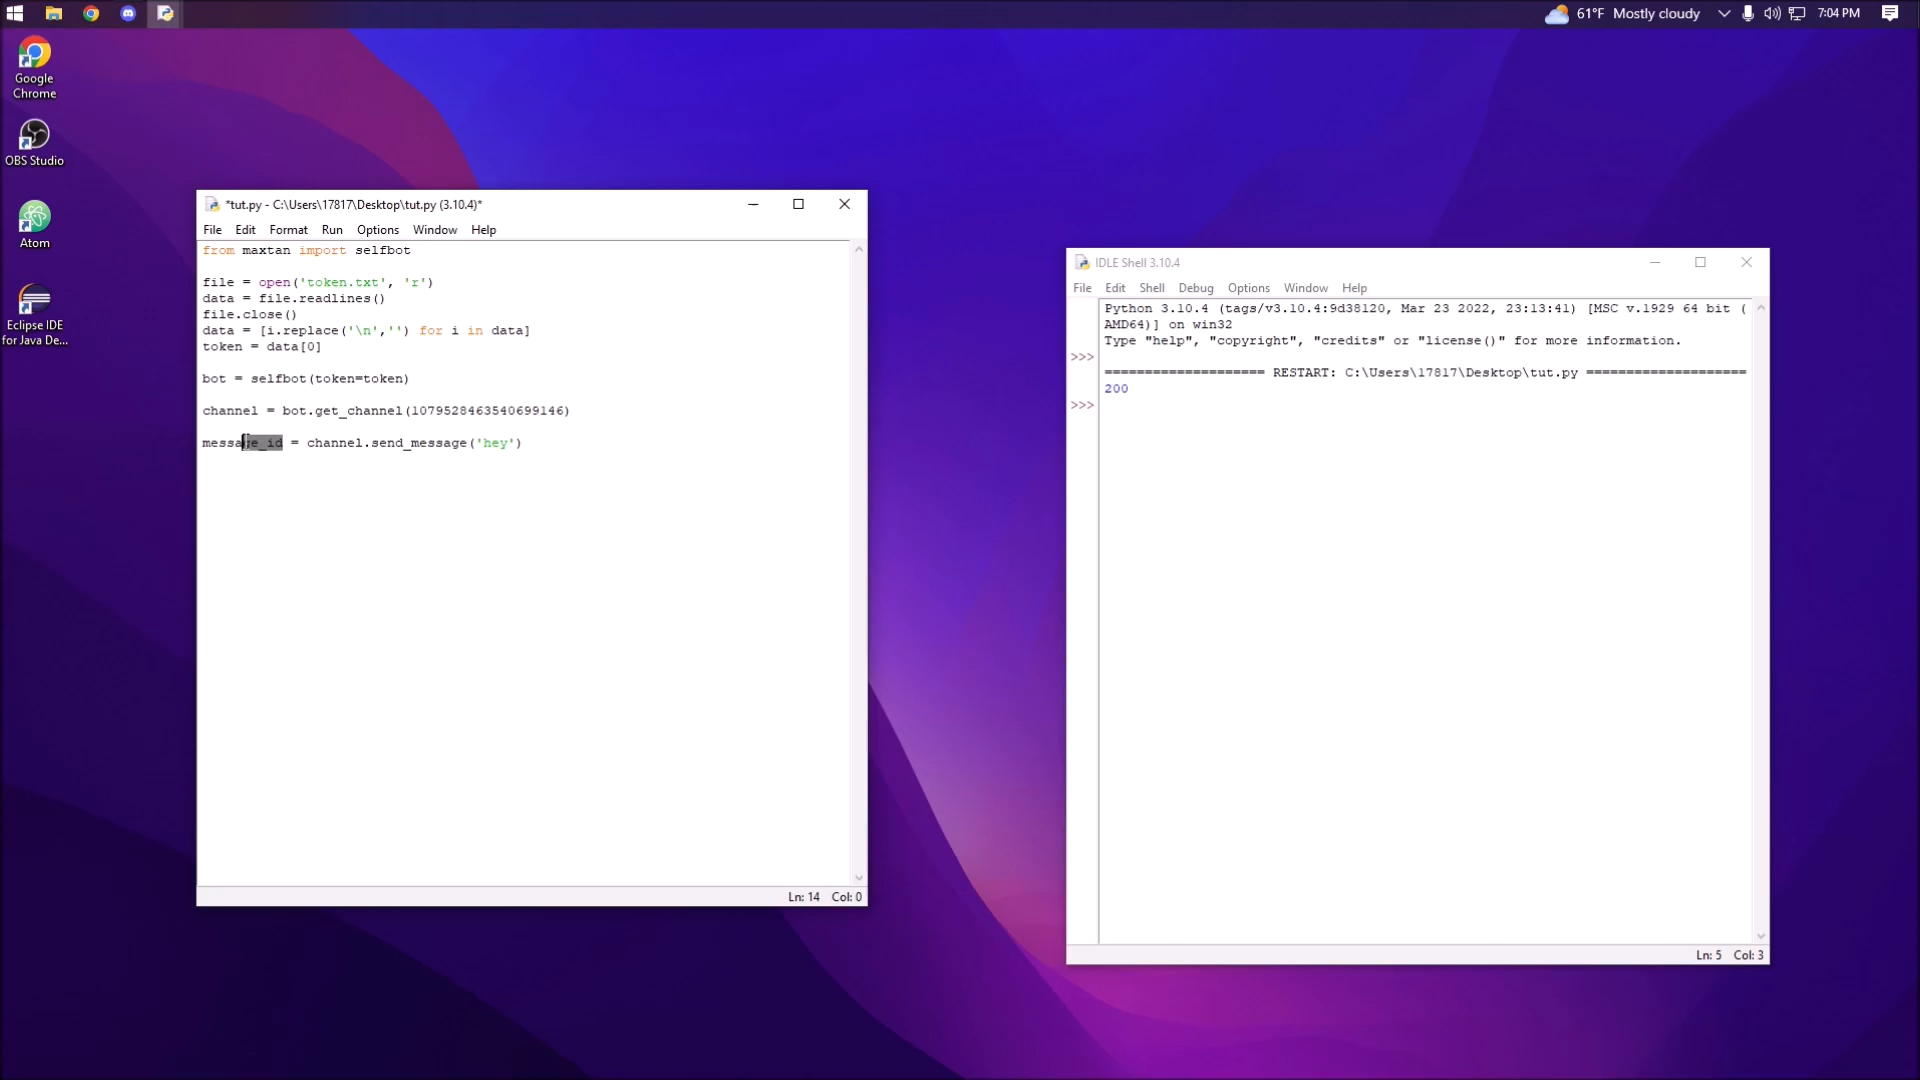 61°F Mostly cloudy
7:04 PM
Google
Chrome
OBS Studio
Atom
Eclipse IDE
for Java De...
*tut.py - C:\Users\17817\Desktop\tut.py (3.10.4)*
File Edit Format Run Options Window Help
from maxtan import selfbot
file = open('token.txt', 'r')
data = file.readlines()
file.close()
data = [i.replace('\n','') for i in data]
token = data[0]
bot = selfbot(token=token)
channel = bot.get_channel(1079528463540699146)
message_id = channel.send_message('hey')
Ln: 14 Col: 0
IDLE Shell 3.10.4
File Edit Shell Debug Options Window Help
Python 3.10.4 (tags/v3.10.4:9d38120, Mar 23 2022, 23:13:41) [MSC v.1929 64 bit (
AMD64)] on win32
Type "help", "copyright", "credits" or "license()" for more information.
>>>
==================== RESTART: C:\Users\17817\Desktop\tut.py ====================
200
>>>
Ln: 5 Col: 3